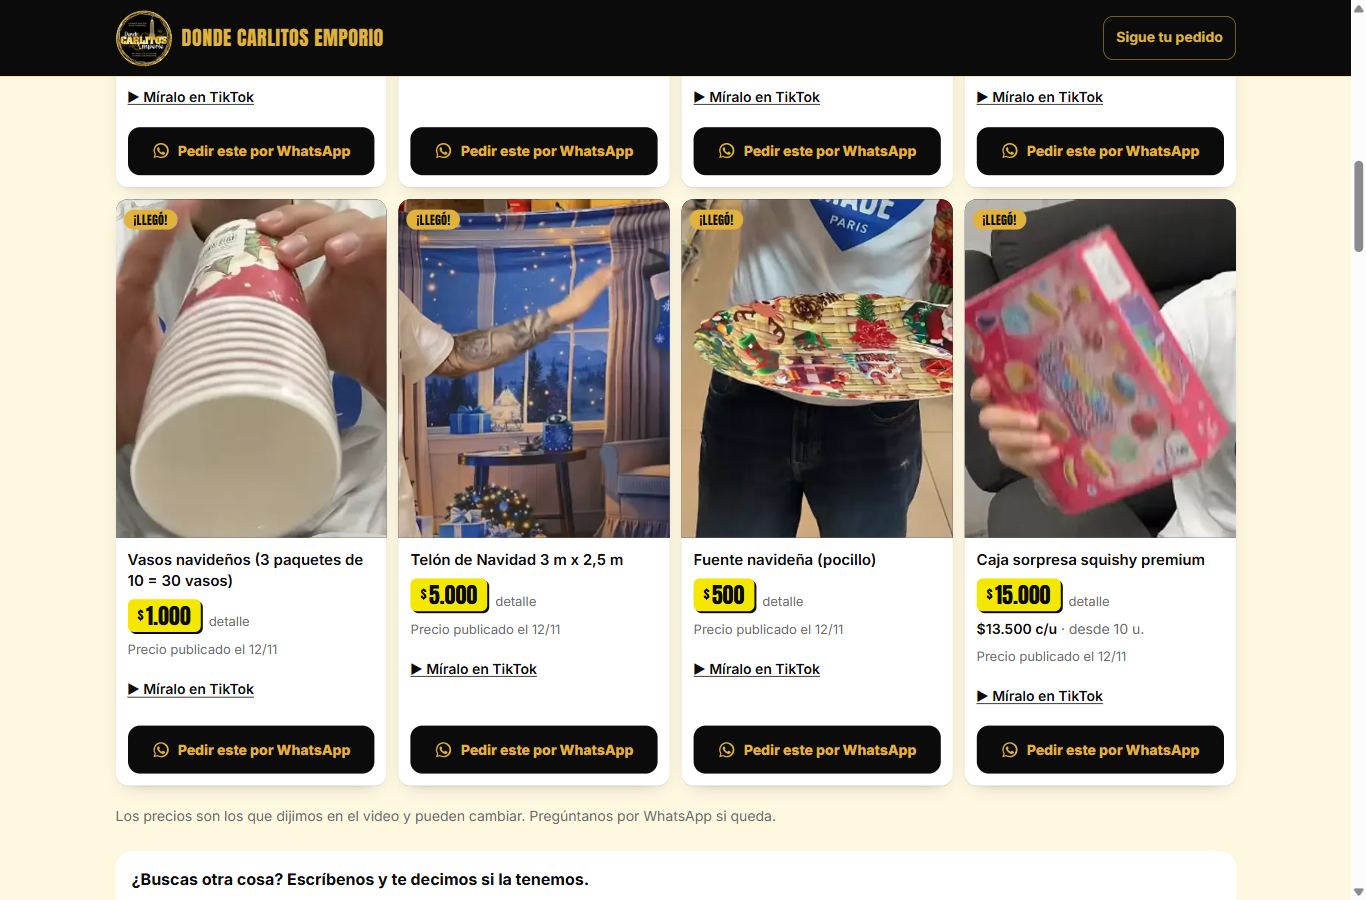 Donde
CARLITOS
Emporio
DONDE CARLITOS EMPORIO
Sigue tu pedido
▶ Míralo en TikTok
▶ Míralo en TikTok
▶ Míralo en TikTok
Pedir este por WhatsApp
Pedir este por WhatsApp
Pedir este por WhatsApp
Pedir este por WhatsApp
¡LLEGÓ!
¡LLEGÓ!
¡LLEGÓ!
¡LLEGÓ!
MADE
PARIS
Vasos navideños (3 paquetes de
10 = 30 vasos)
$1.000 detalle
Precio publicado el 12/11
▶ Míralo en TikTok
Pedir este por WhatsApp
Telón de Navidad 3 m x 2,5 m
$5.000 detalle
Precio publicado el 12/11
▶ Míralo en TikTok
Pedir este por WhatsApp
Fuente navideña (pocillo)
$500 detalle
Precio publicado el 12/11
▶ Míralo en TikTok
Pedir este por WhatsApp
Caja sorpresa squishy premium
$15.000 detalle
$13.500 c/u · desde 10 u.
Precio publicado el 12/11
▶ Míralo en TikTok
Pedir este por WhatsApp
Los precios son los que dijimos en el video y pueden cambiar. Pregúntanos por WhatsApp si queda.
¿Buscas otra cosa? Escríbenos y te decimos si la tenemos.